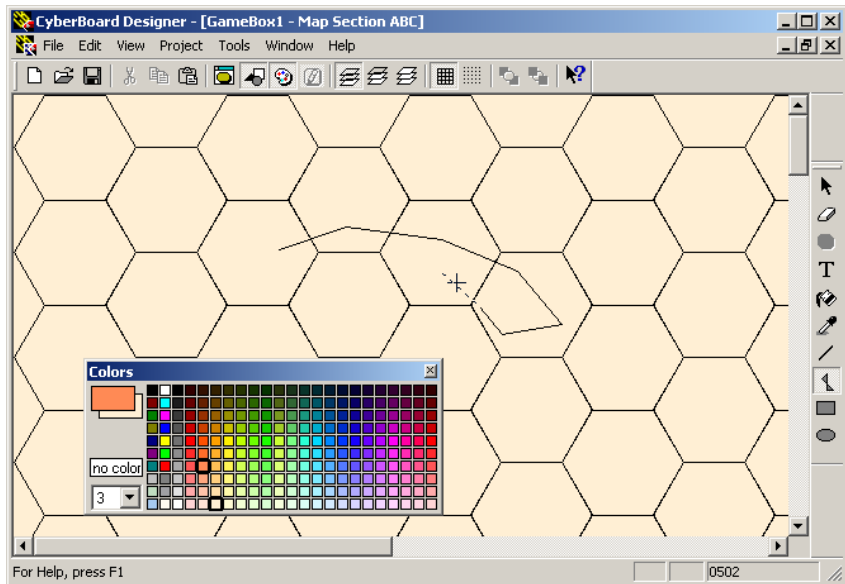 CyberBoard Designer - [GameBox1 - Map Section ABC]
File Edit View Project Tools Window Help
T
Colors
no color
3
For Help, press F1
0502